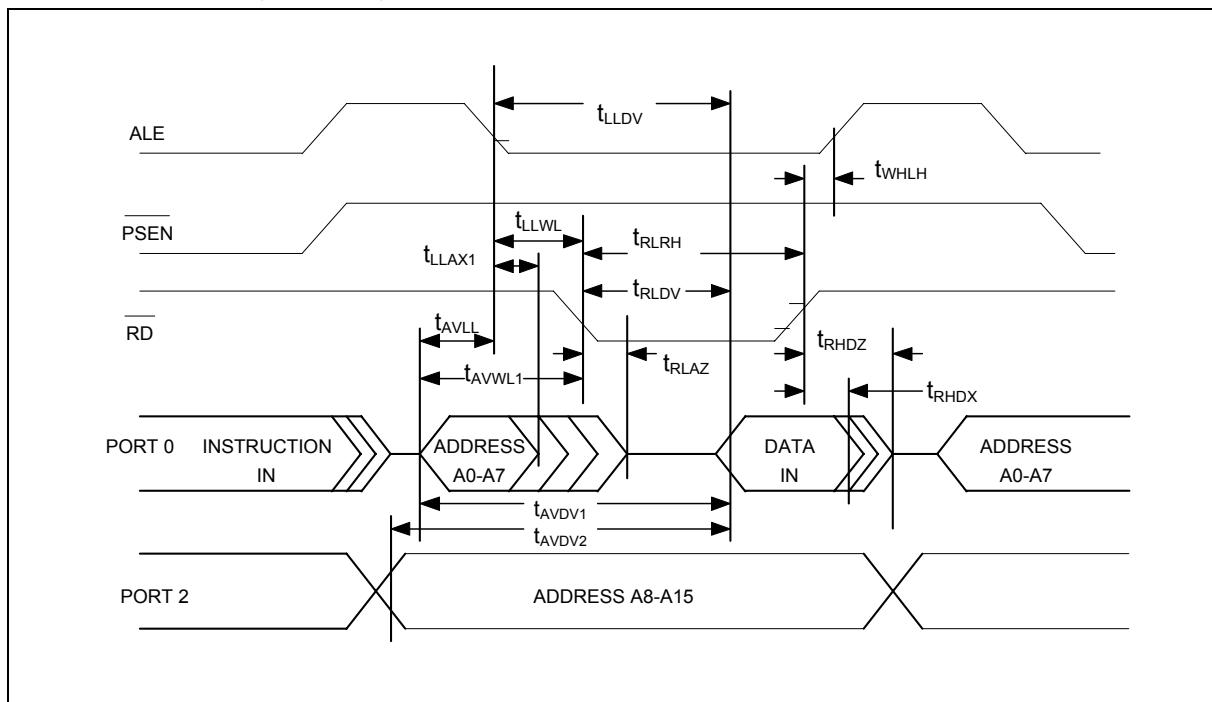 ALE
tLLDV
tWHLH
PSEN
tLLWL
tRLRH
tLLAX1
tRLDV
RD
tAVLL
tRLAZ
tRHDZ
tAVWL1
tRHDX
PORT 0
INSTRUCTION
IN
ADDRESS
A0-A7
DATA
IN
ADDRESS
A0-A7
tAVDV1
tAVDV2
PORT 2
ADDRESS A8-A15